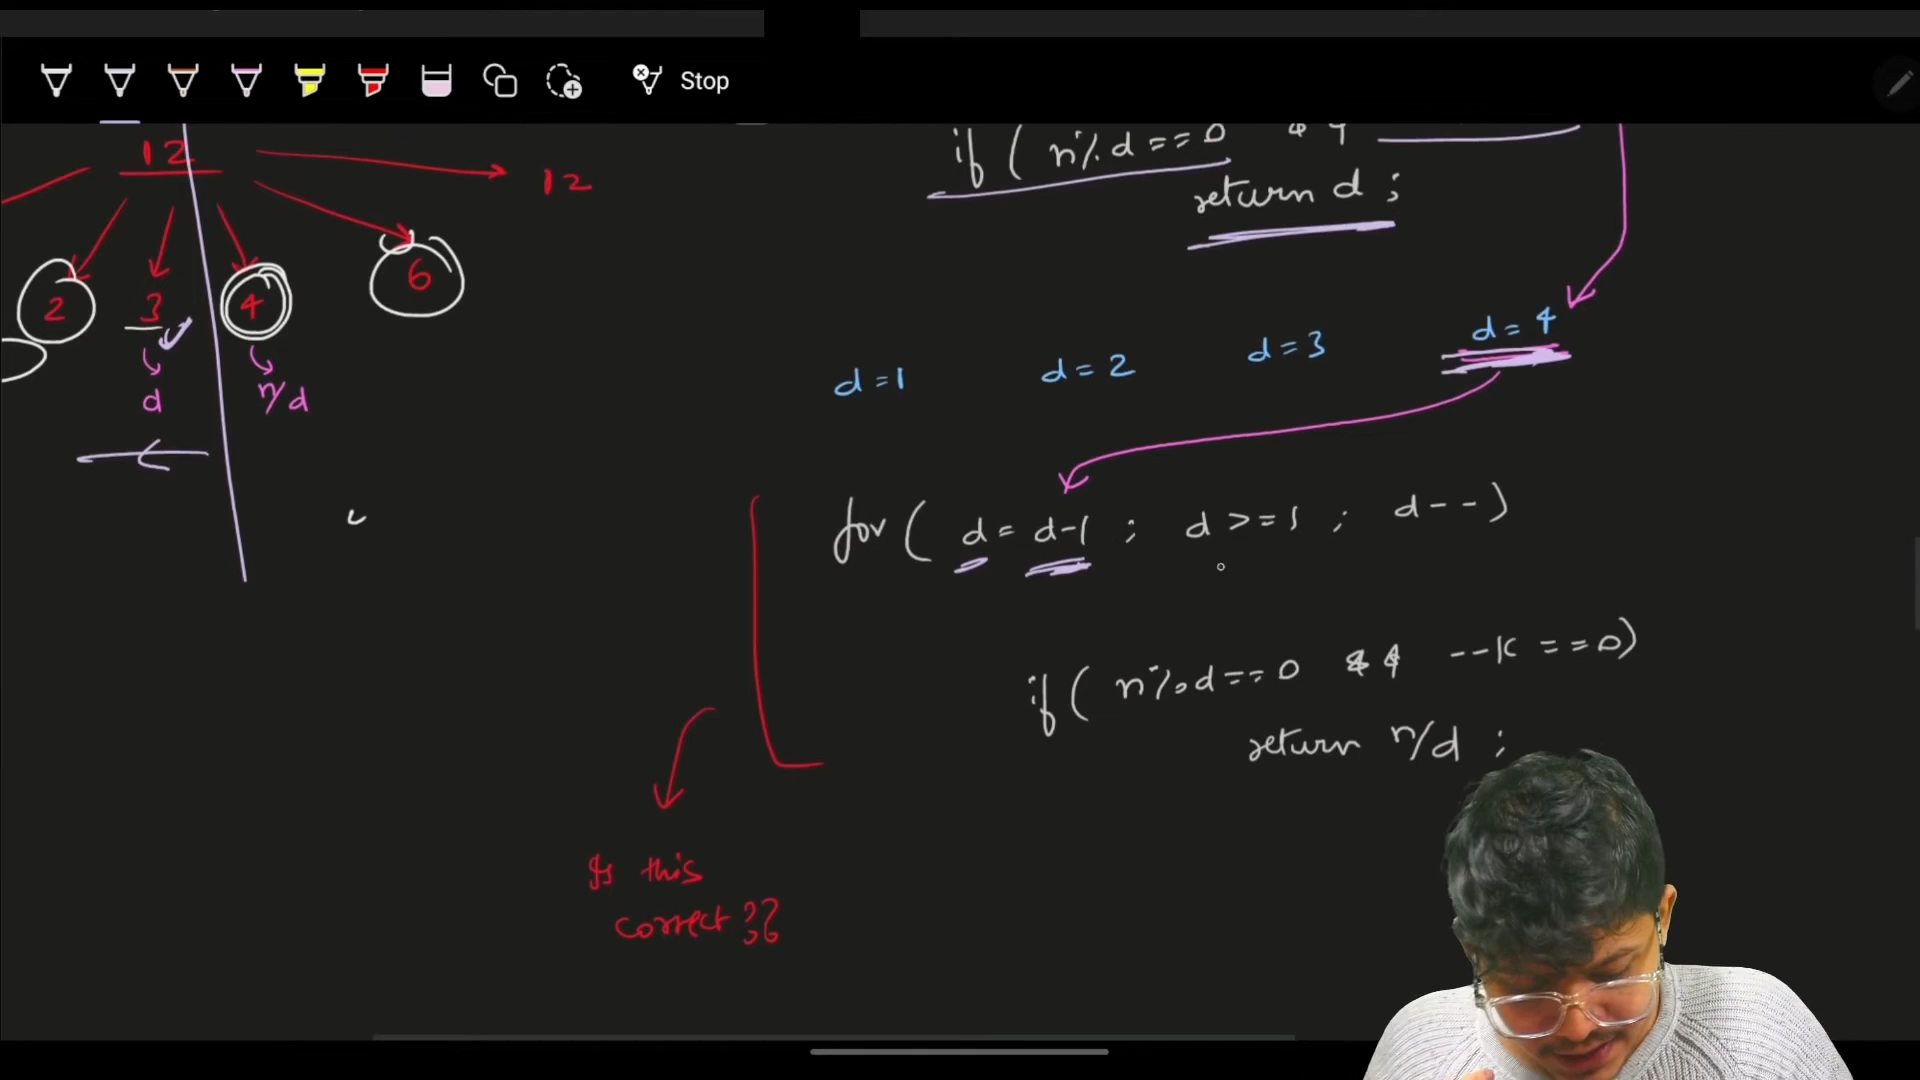 Stop
12
12
2 3 4 6
d n/d
if ( n%d==0 &&
return d ;
d=1 d=2 d=3 d=4
for ( d = d-1 ; d >= 1 ; d-- )
if ( n%d==0 && --k ==0)
return n/d ;
Is this
correct ??